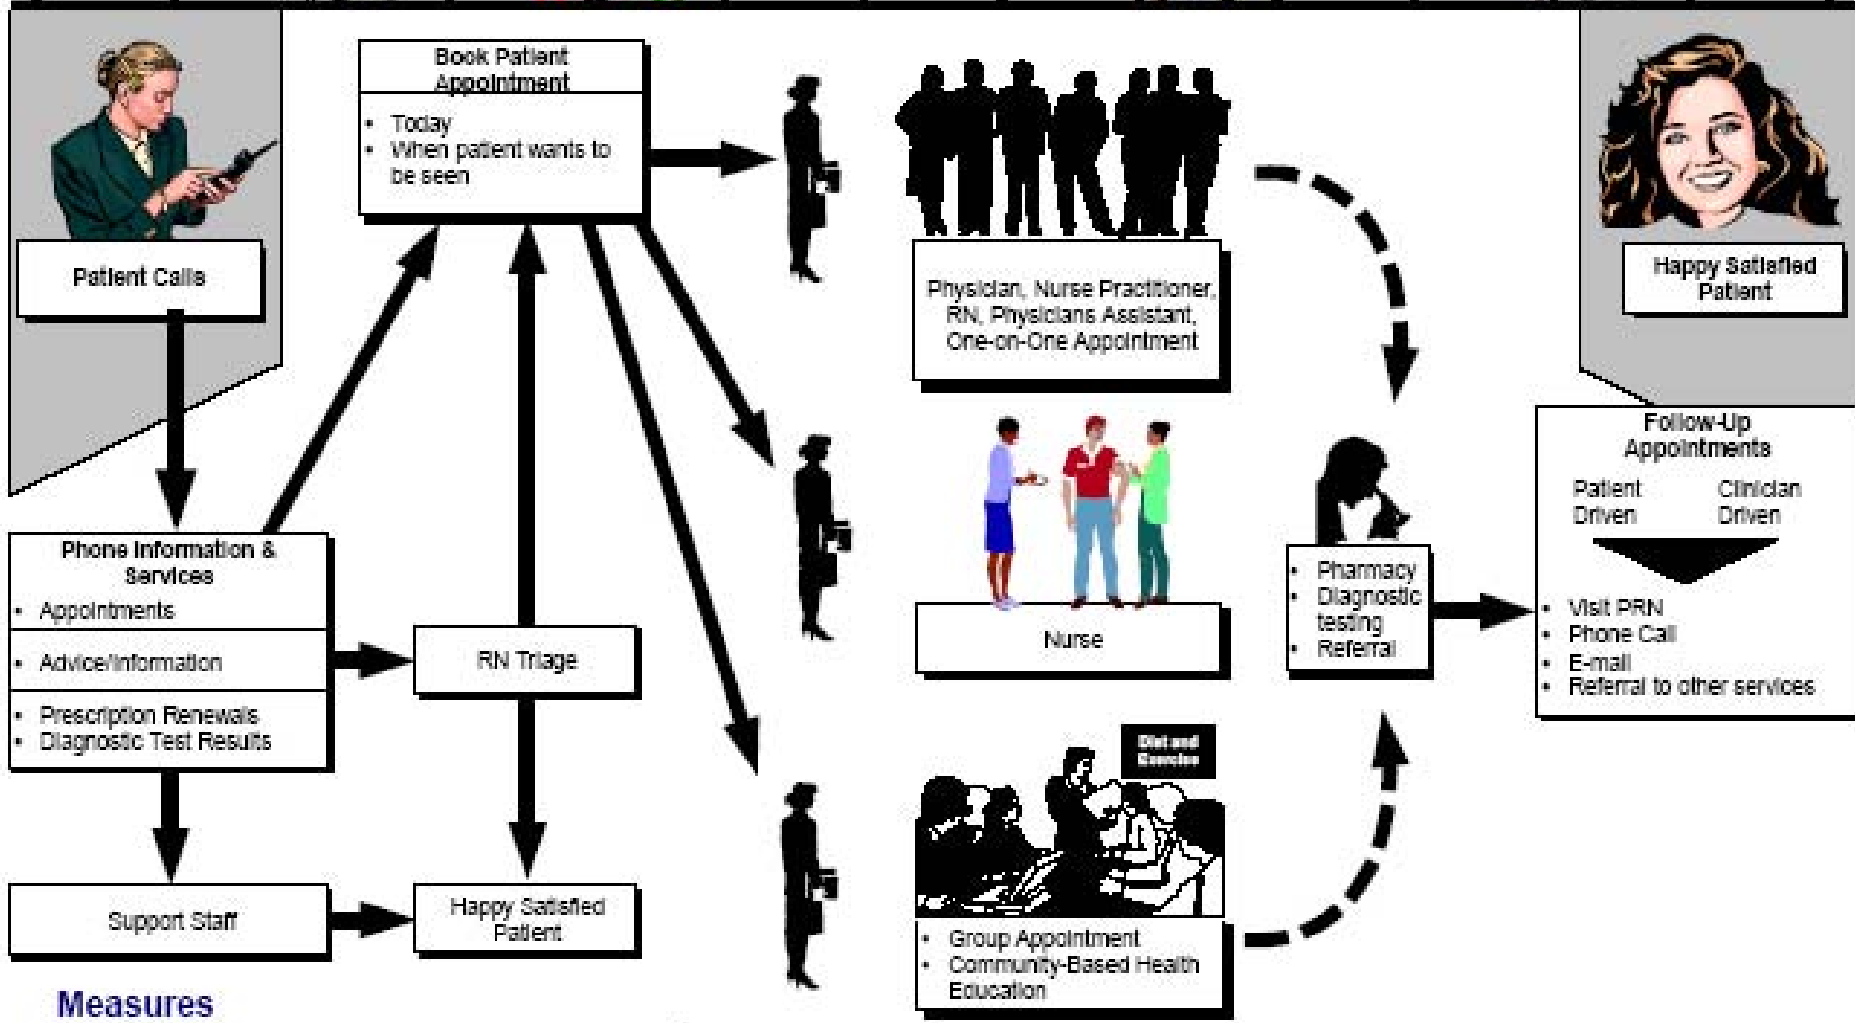 Patient Calls
Phone Information &
Services
• Appointments
• Advice/Information
• Prescription Renewals
• Diagnostic Test Results
Support Staff
Book Patient
Appointment
• Today
• When patient wants to
be seen
RN Triage
Happy Satisfied
Patient
Physician, Nurse Practitioner,
RN, Physicians Assistant,
One-on-One Appointment
Nurse
Diet and
Exercise
• Group Appointment
• Community-Based Health
Education
• Pharmacy
• Diagnostic
testing
• Referral
Happy Satisfied
Patient
Follow-Up
Appointments
Patient
Driven
Clinician
Driven
• Visit PRN
• Phone Call
• E-mail
• Referral to other services
Measures